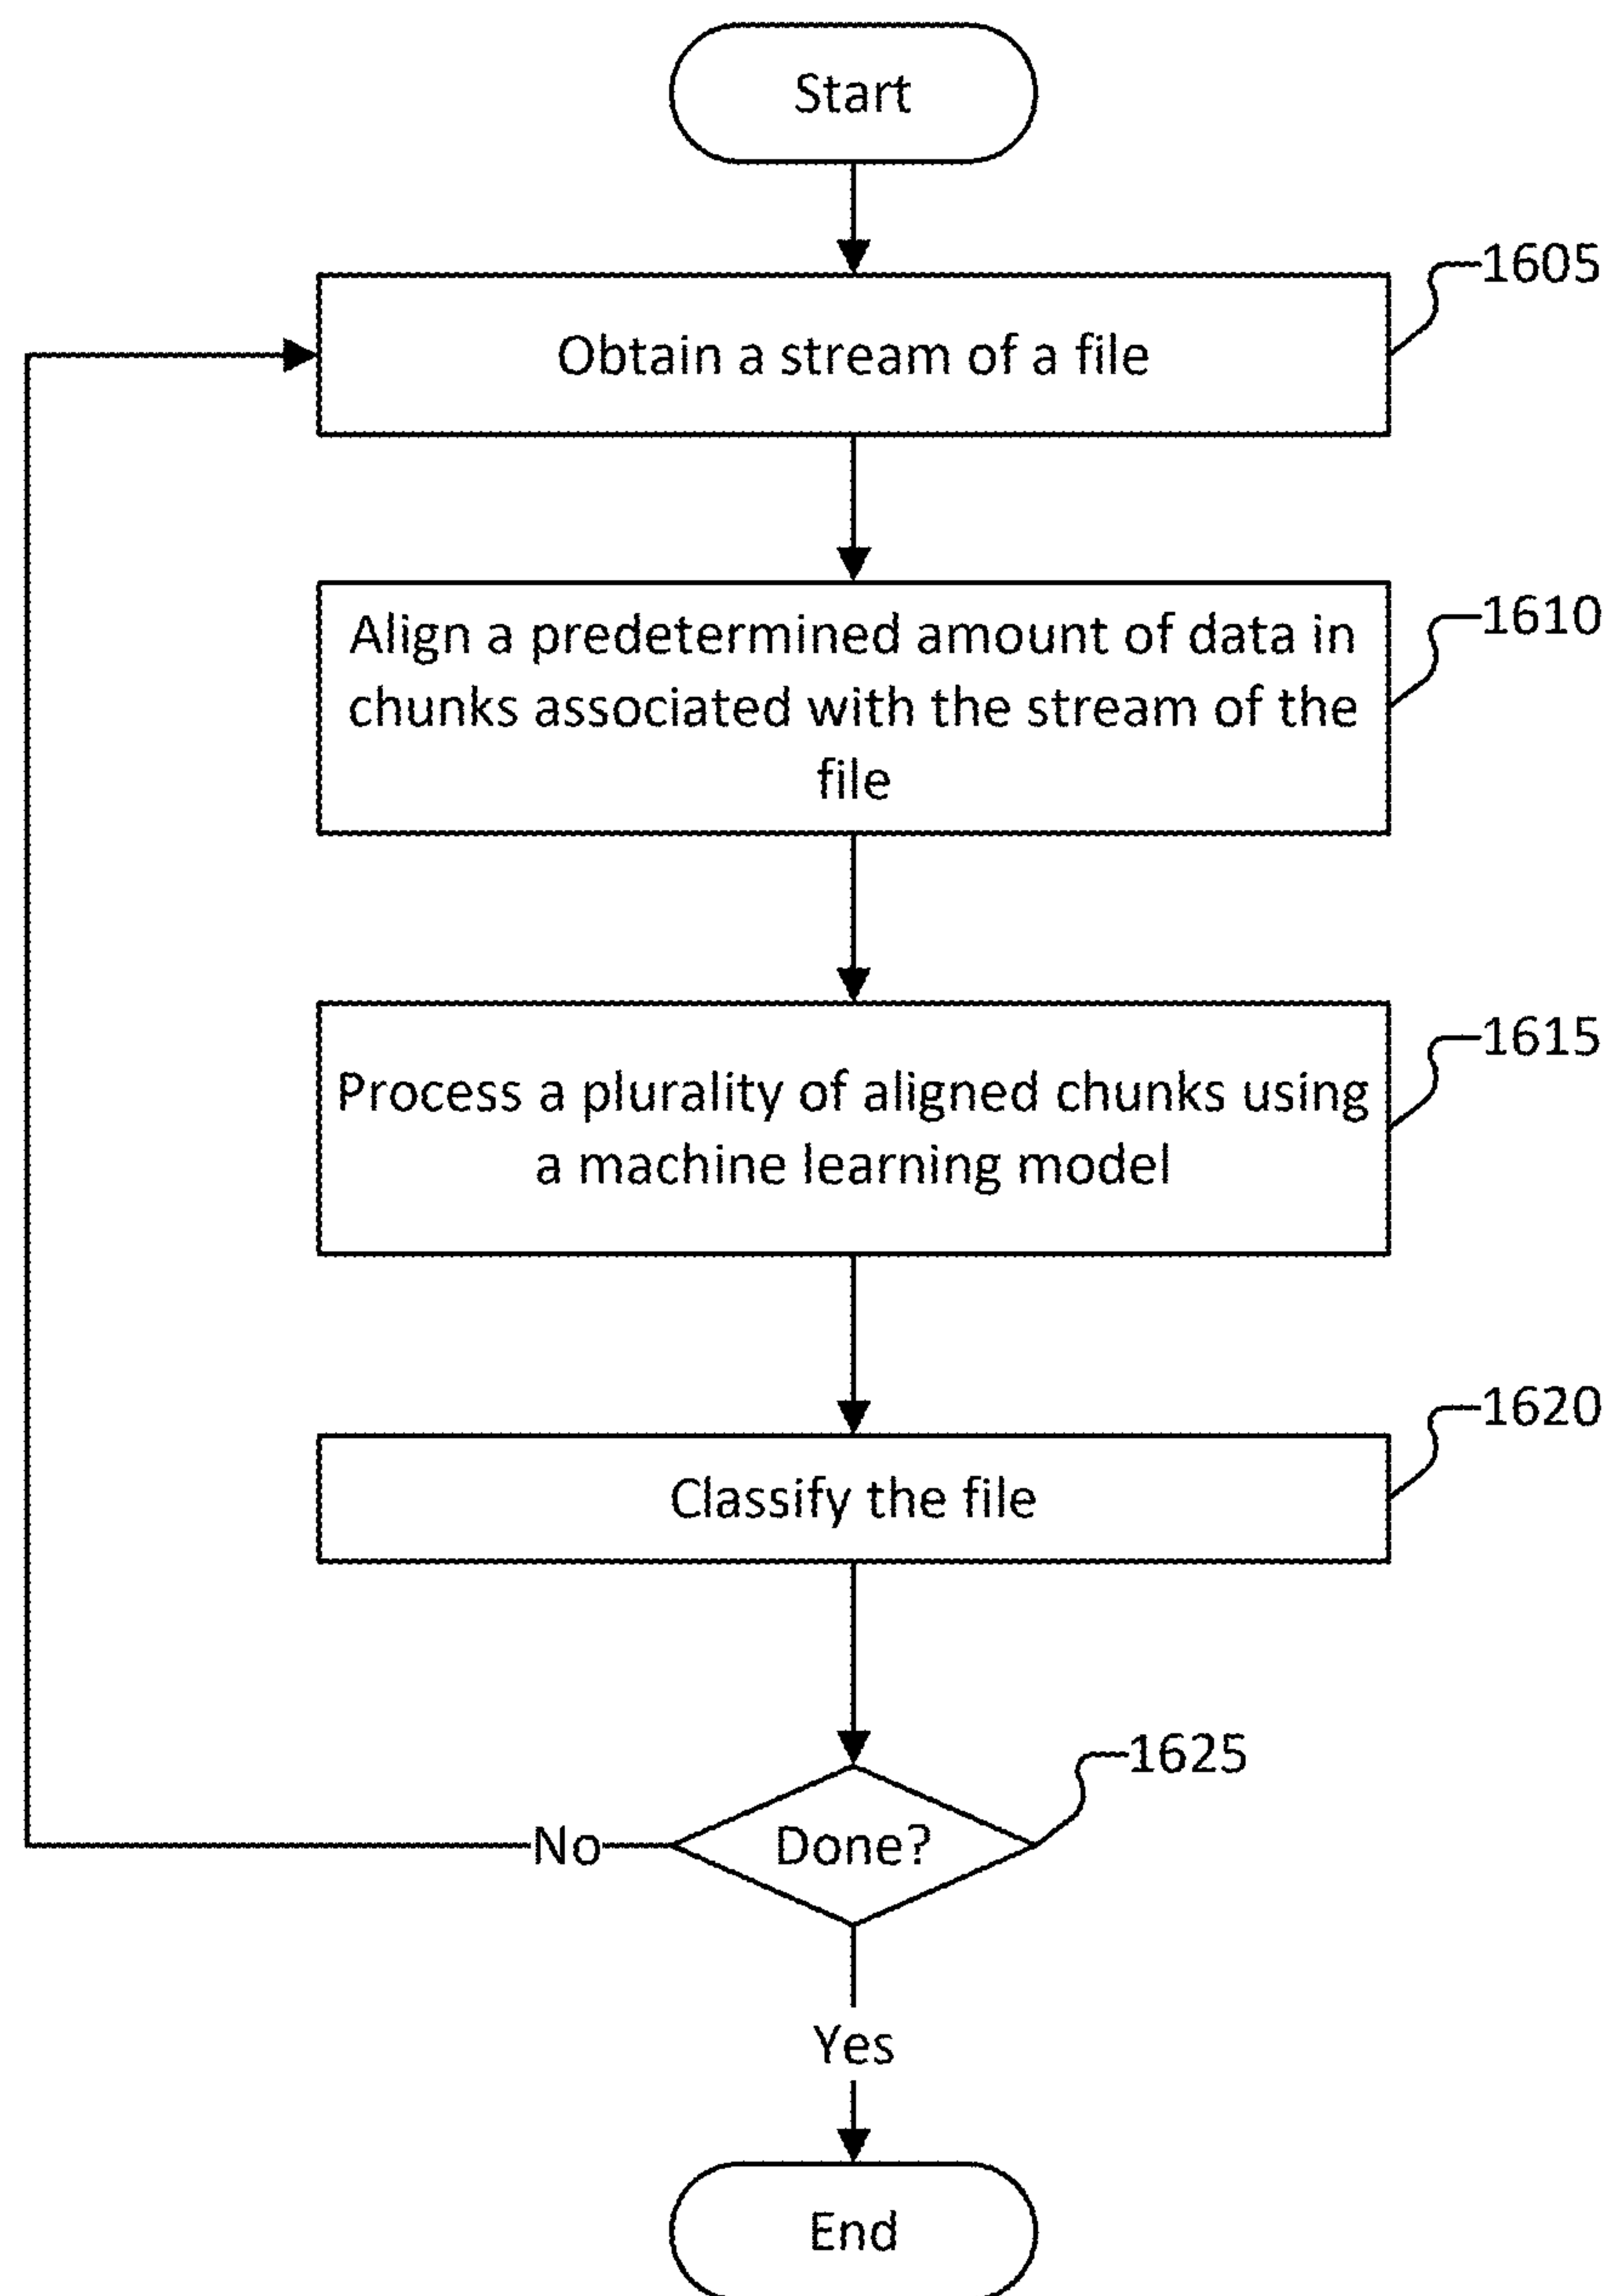 Start
1605
Obtain a stream of a file
1610
Align a predetermined amount of data in
chunks associated with the stream of the
file
1615
Process a plurality of aligned chunks using
a machine learning model
1620
Classify the file
1625
Done?
No
Yes
End